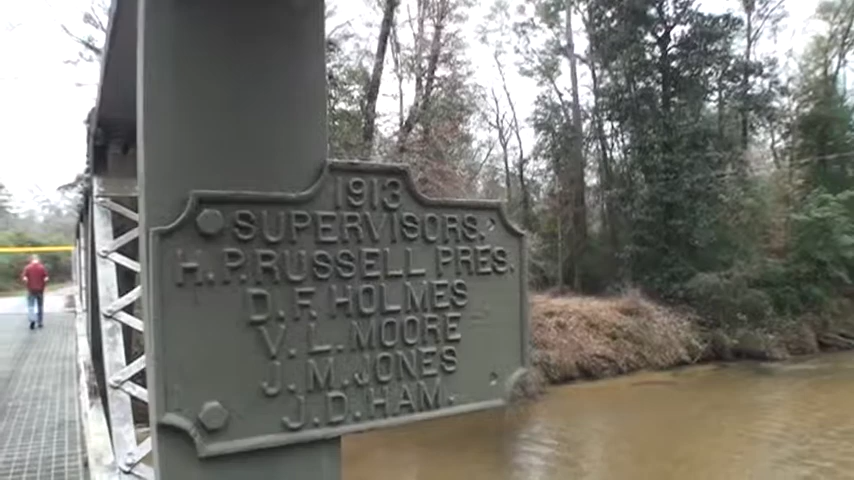 1913
SUPERVISORS.
H.P. RUSSELL PRES.
D.F. HOLMES
V.L. MOORE
J.M. JONES
J.D. HAM.